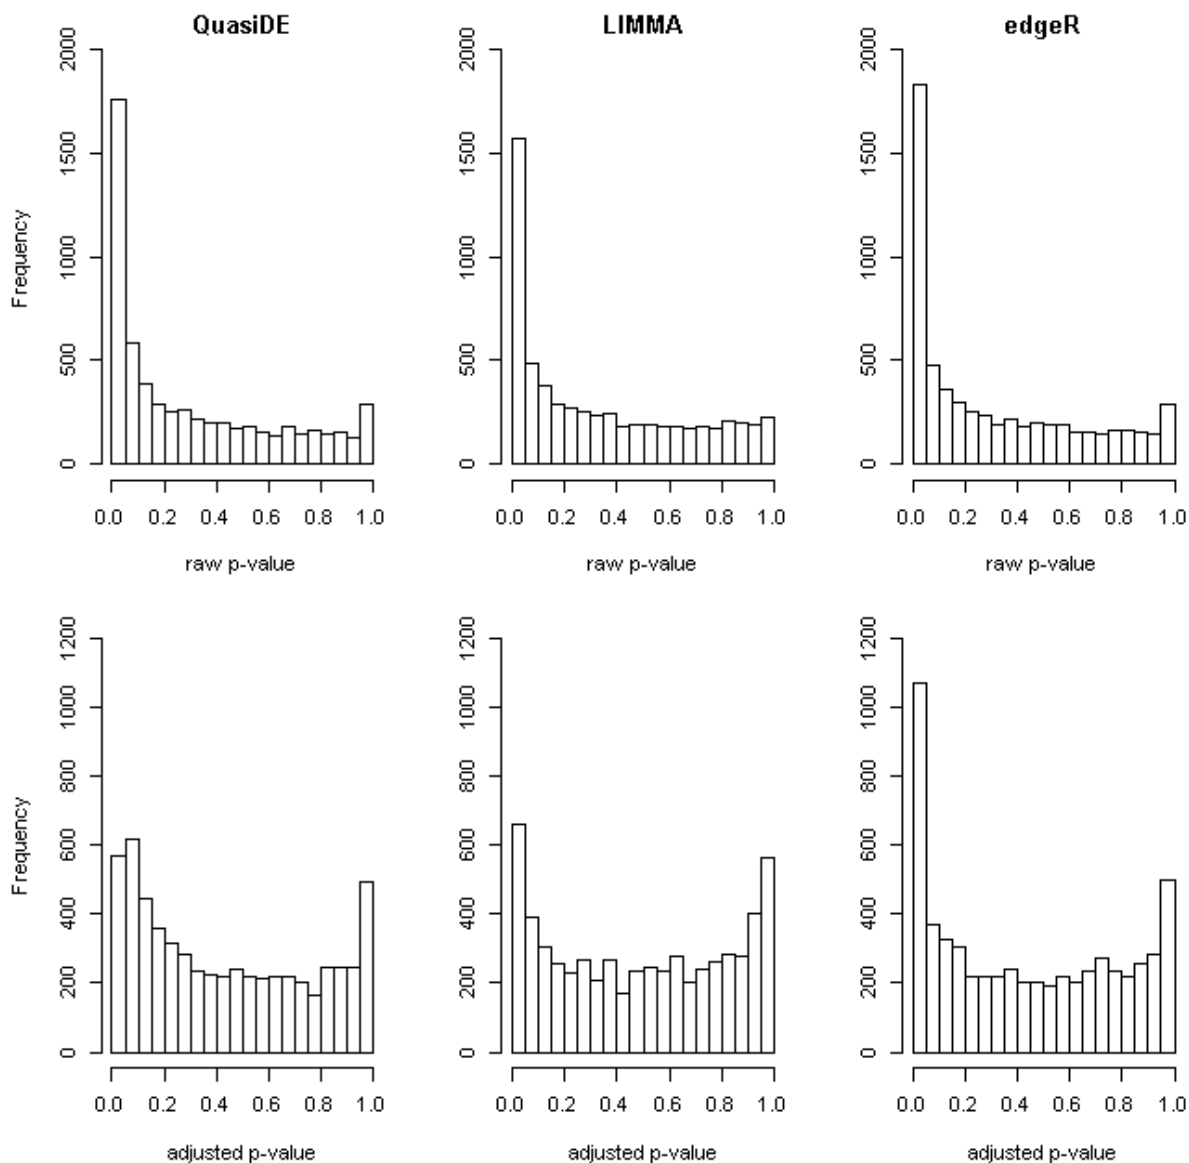 QuasiDE LIMMA edgeR
2000 2000 2000
1500 1500 1500
Frequency
1000 1000 1000
500 500 500
0 0 0
0.0 0.2 0.4 0.6 0.8 1.0 0.0 0.2 0.4 0.6 0.8 1.0 0.0 0.2 0.4 0.6 0.8 1.0
raw p-value raw p-value raw p-value
1200 1200 1200
1000 1000 1000
800 800 800
Frequency
600 600 600
400 400 400
200 200 200
0 0 0
0.0 0.2 0.4 0.6 0.8 1.0 0.0 0.2 0.4 0.6 0.8 1.0 0.0 0.2 0.4 0.6 0.8 1.0
adjusted p-value adjusted p-value adjusted p-value